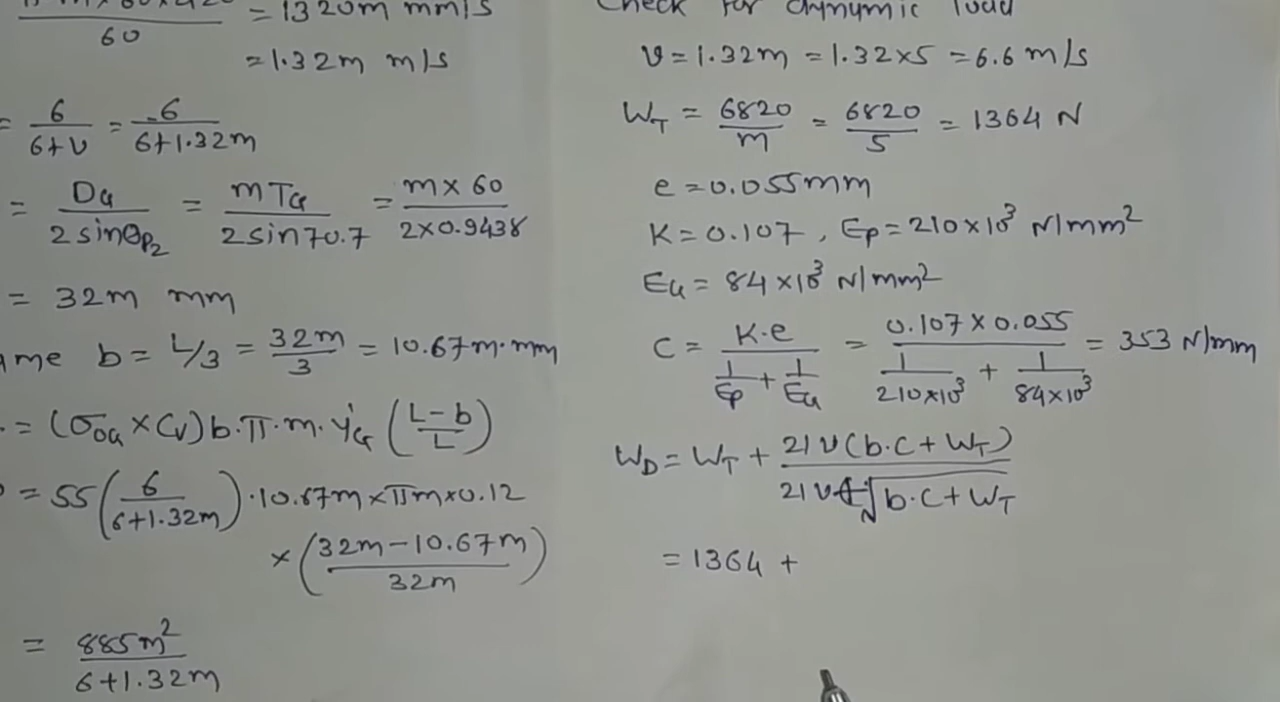 60
= 1320m mm/s
= 1.32m m/s
= 6/(6+v) = 6/(6+1.32m)
= DG/(2 sinθp2) = mTG/(2 sin 70.7) = (m×60)/(2×0.9438)
= 32m mm
b = L/3 = 32m/3 = 10.67m.mm
= (σOG × Cv) b.π.m.y'G ((L-b)/L)
= 55 (6/(6+1.32m)) .10.67m × πm × 0.12
× ((32m-10.67m)/32m)
= 885m²/(6+1.32m)
Check for dynymic load
v = 1.32m = 1.32×5 = 6.6 m/s
WT = 6820/m = 6820/5 = 1364 N
e = 0.055mm
K = 0.107, Ep = 210×10³ N/mm²
EG = 84×10³ N/mm²
C = K.e/(1/Ep + 1/EG) = (0.107×0.055)/(1/(210×10³) + 1/(84×10³)) = 353 N/mm
WD = WT + (21v(b.C+WT))/(21v+√(b.C+WT))
= 1364 +